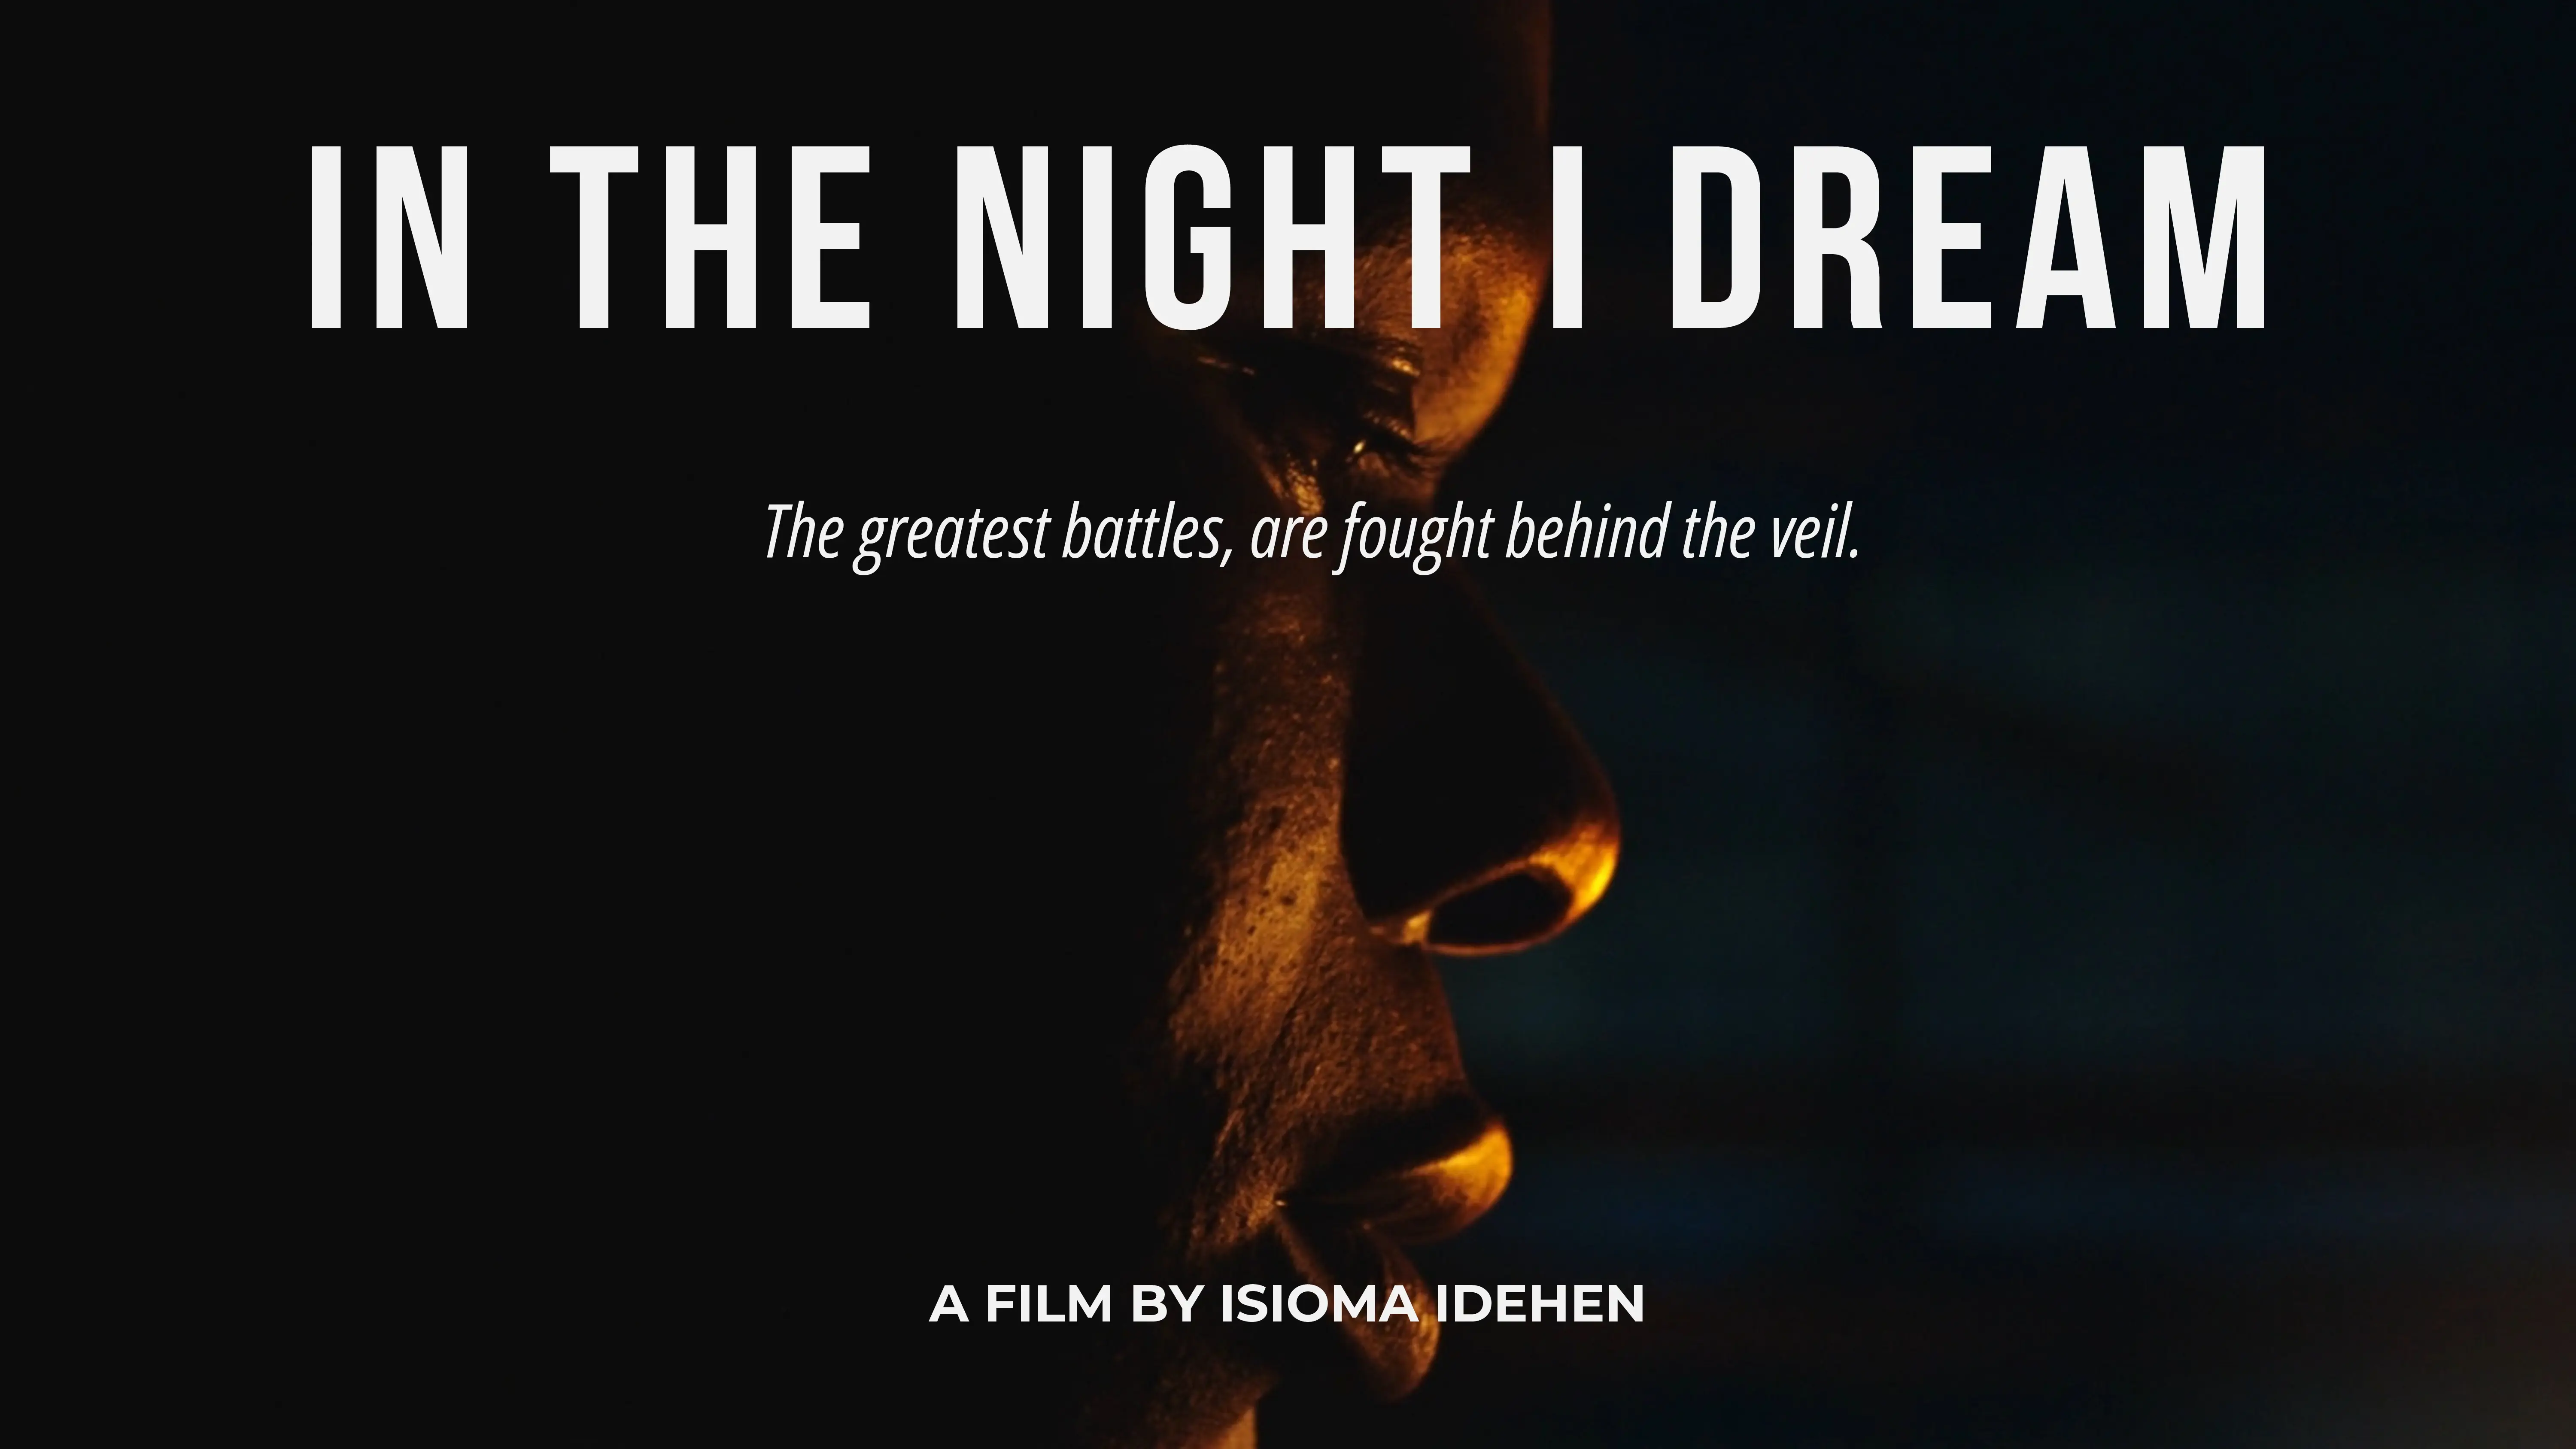 IN THE NIGHT I DREAM
The greatest battles, are fought behind the veil.
A FILM BY ISIOMA IDEHEN